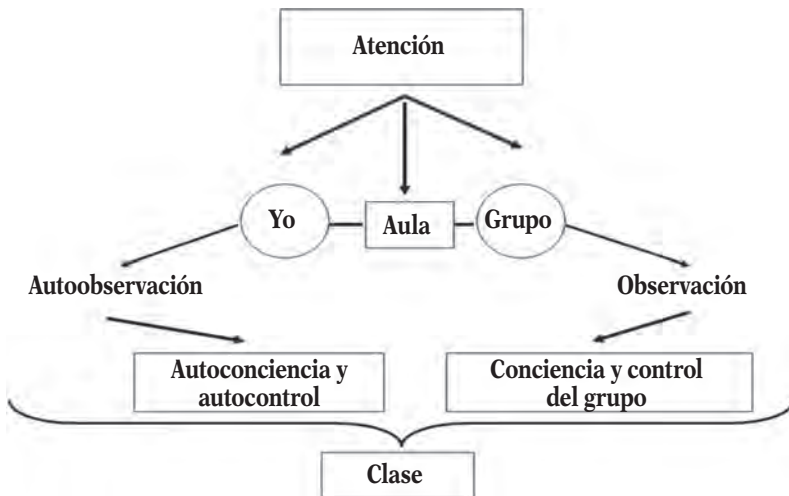 Atención
Yo
Aula
Grupo
Autoobservación
Observación
Autoconciencia y
autocontrol
Conciencia y control
del grupo
Clase